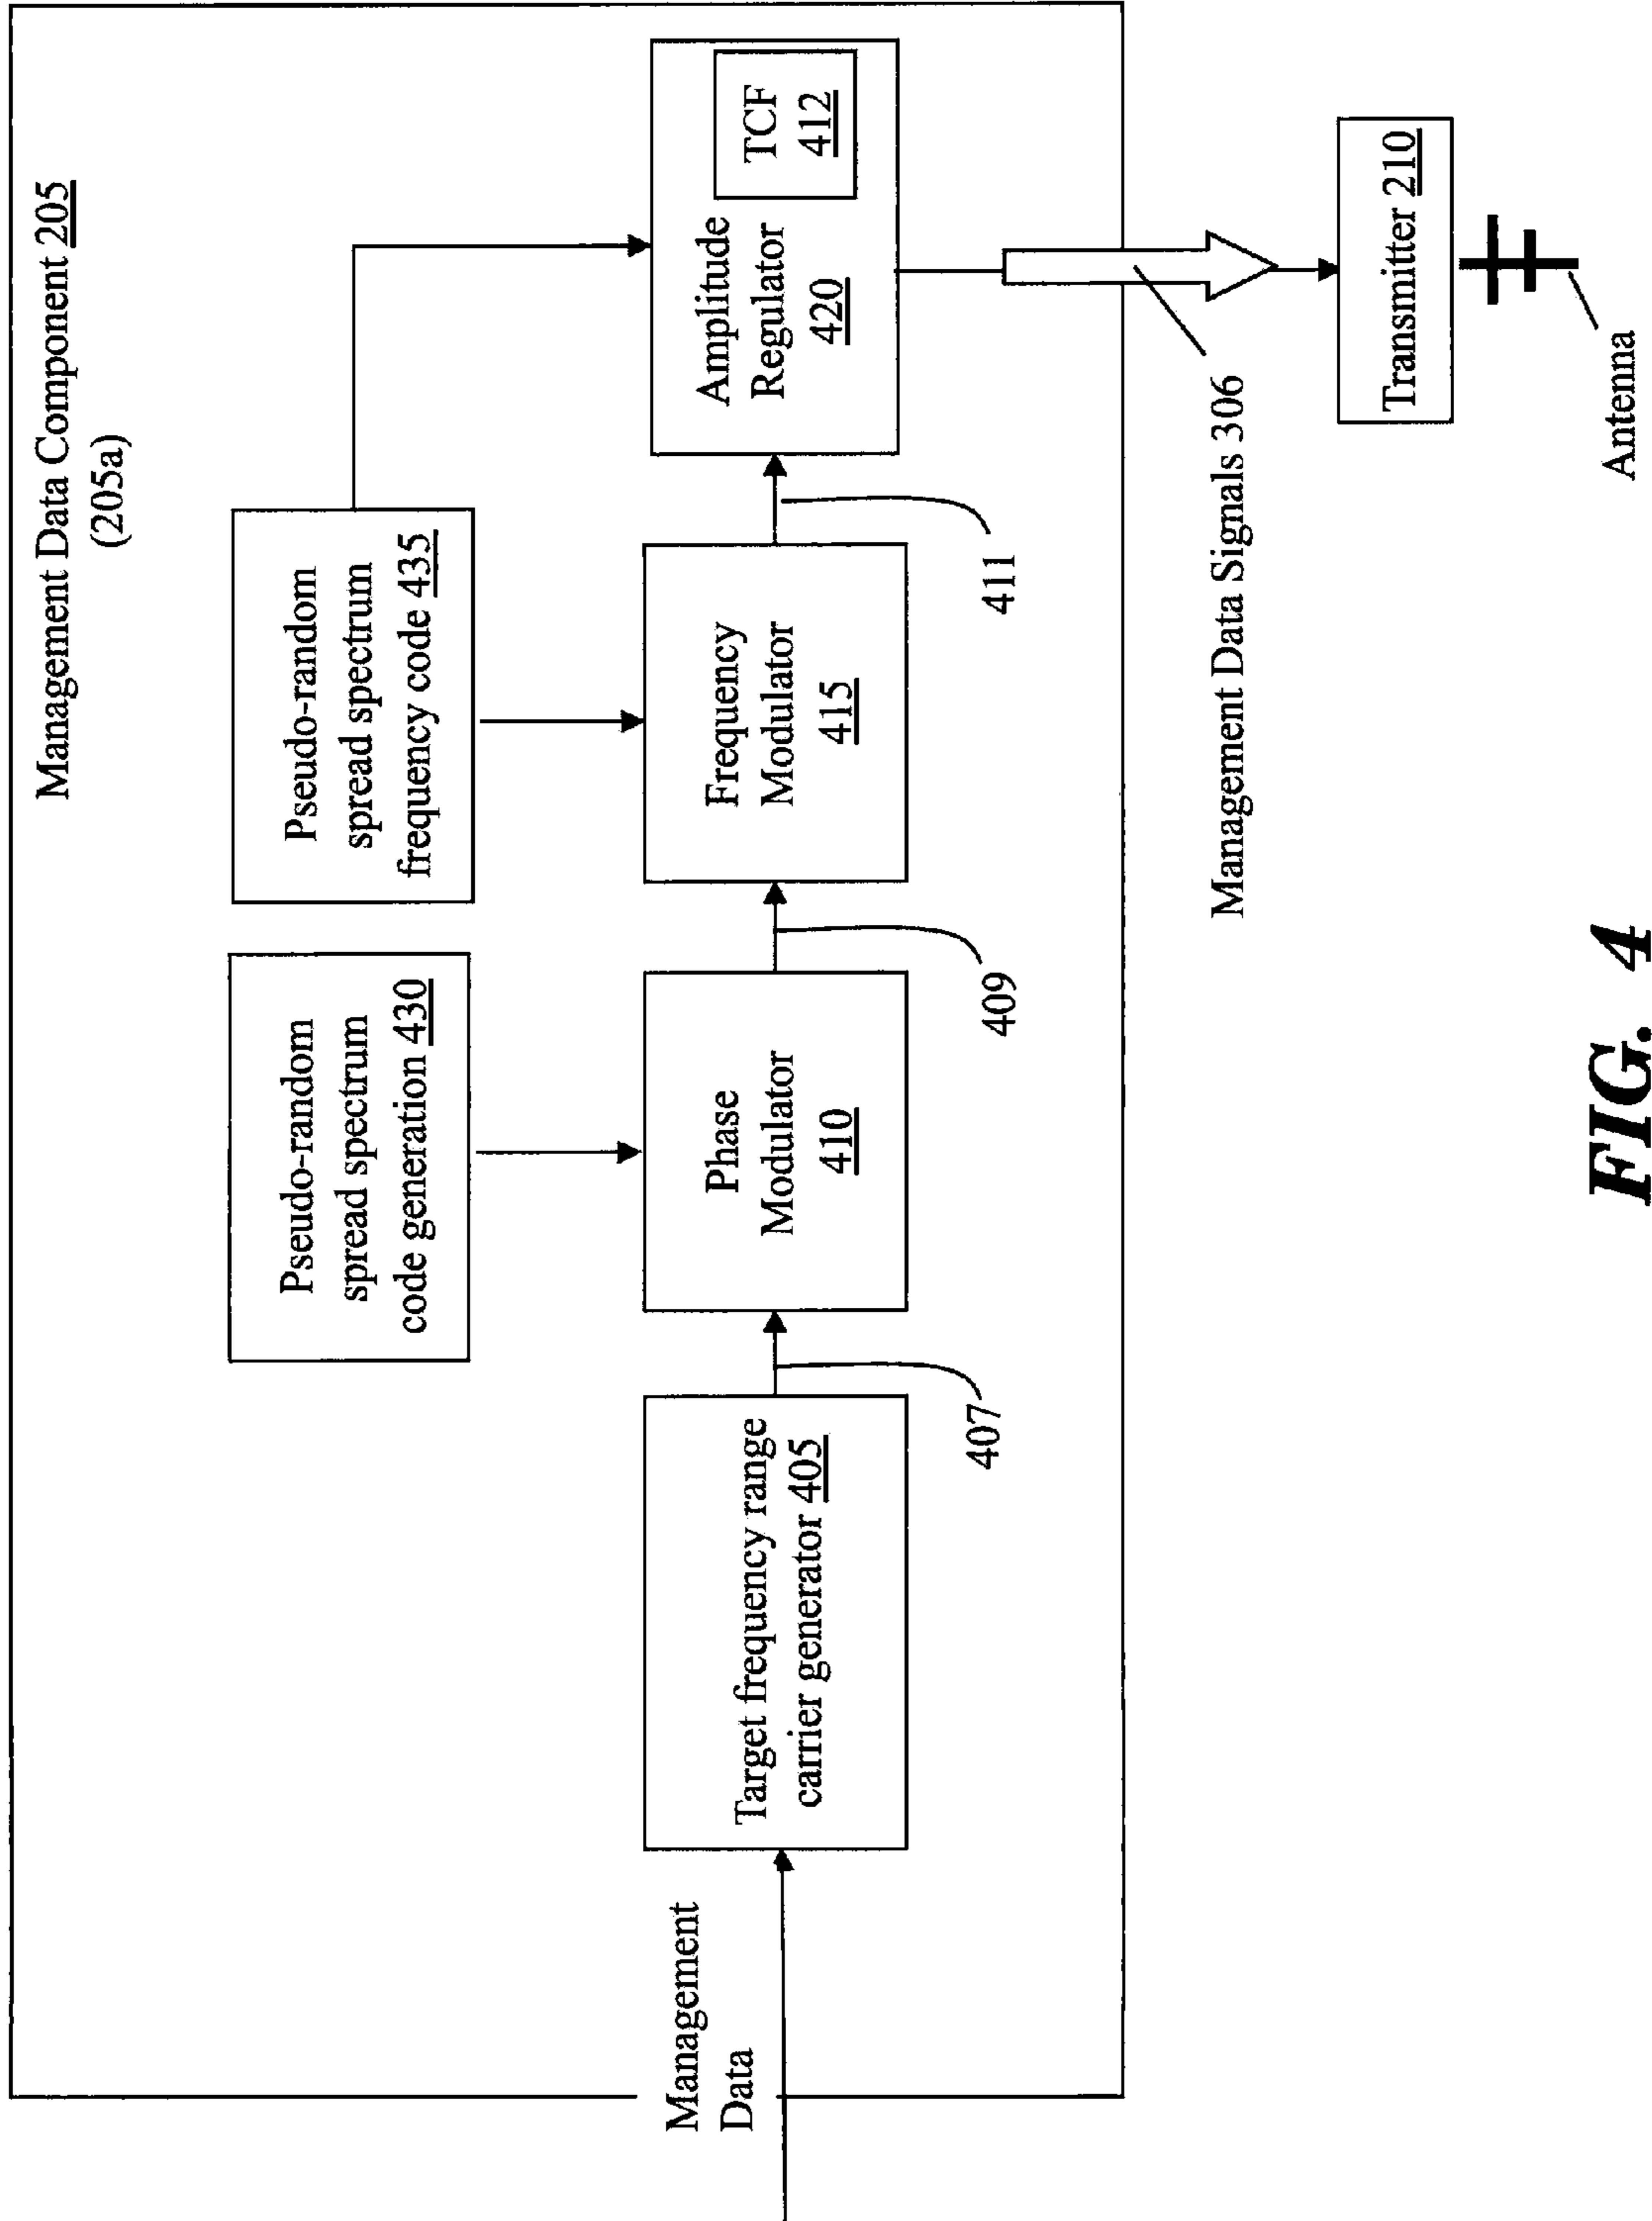 Management Data Component 205
(205a)
Pseudo-random
spread spectrum
code generation 430
Pseudo-random
spread spectrum
frequency code 435
Management
Data
Target frequency range
carrier generator 405
407
Phase
Modulator
410
409
Frequency
Modulator
415
411
Amplitude
Regulator
420
TCF
412
Management Data Signals 306
Transmitter 210
Antenna
FIG. 4